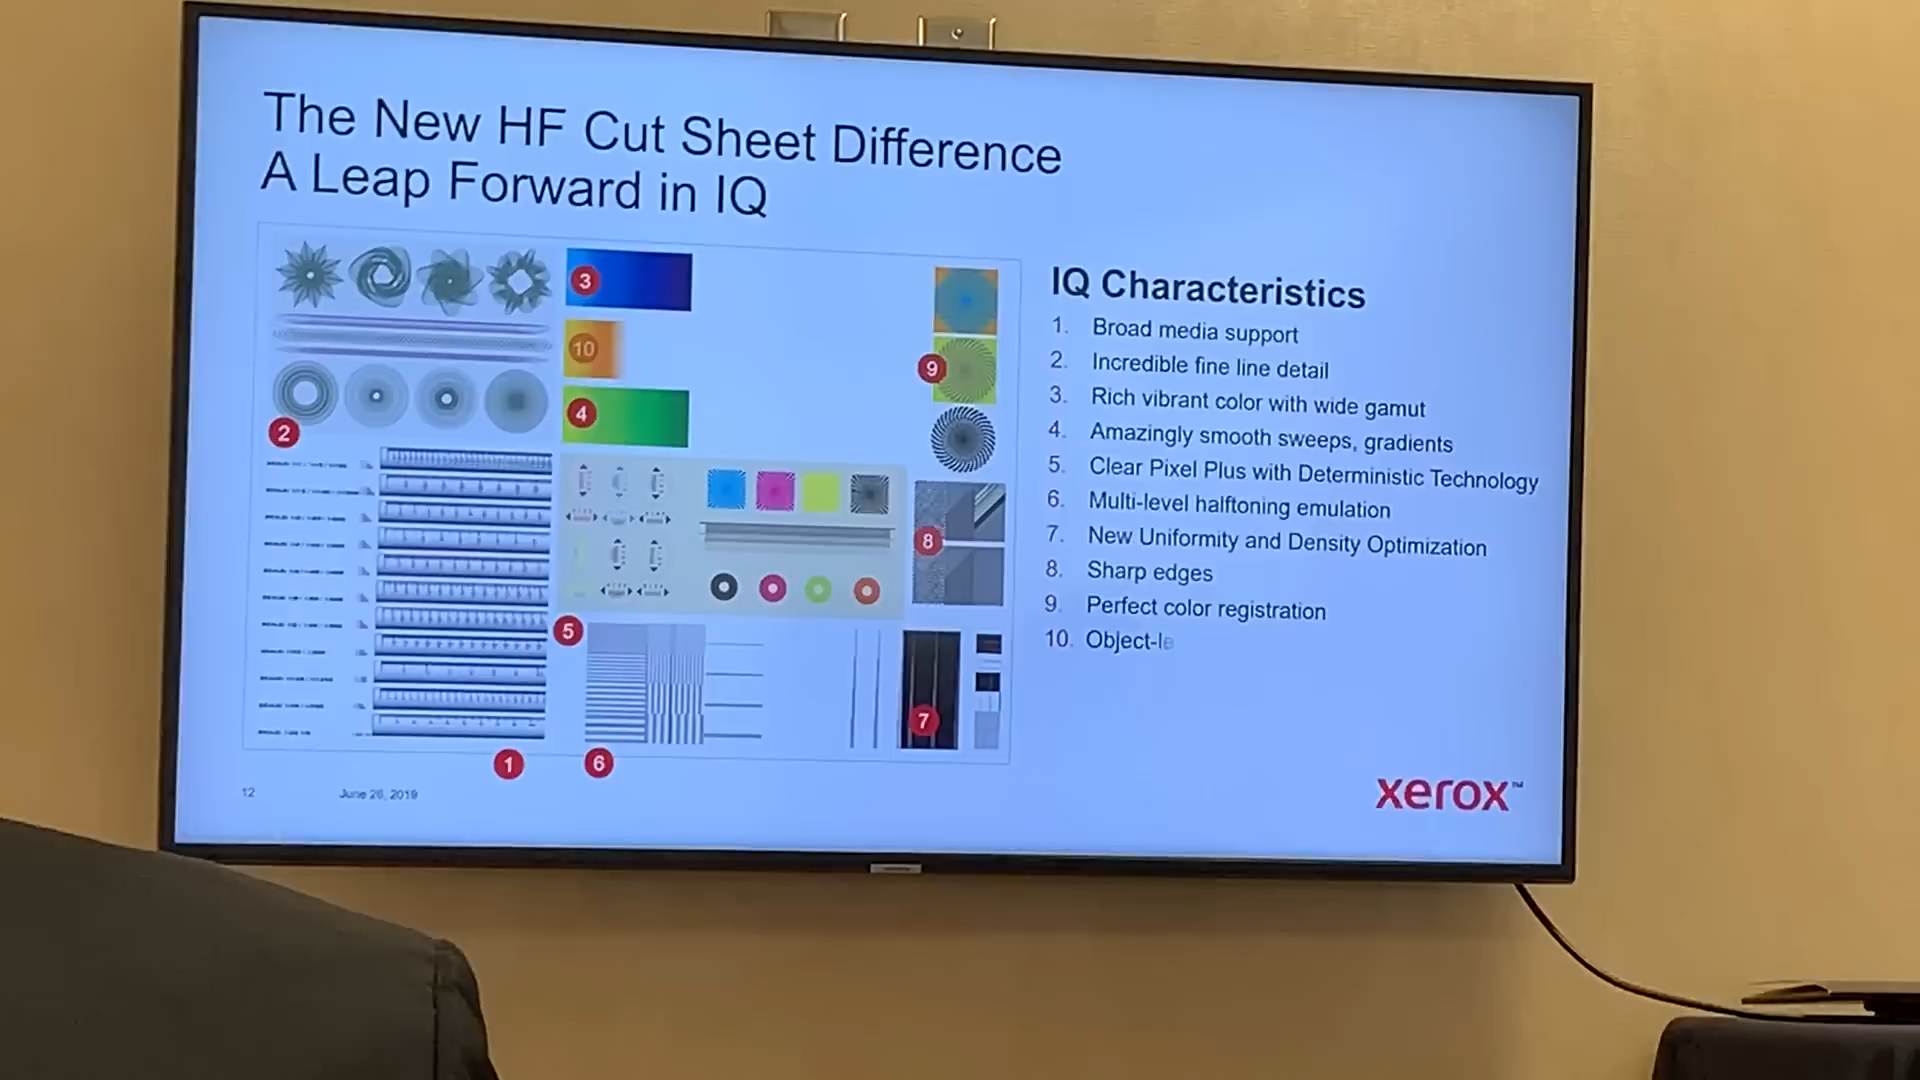 The New HF Cut Sheet Difference
A Leap Forward in IQ
3
10
4
9
2
8
5
7
1
6
IQ Characteristics
1. Broad media support
2. Incredible fine line detail
3. Rich vibrant color with wide gamut
4. Amazingly smooth sweeps, gradients
5. Clear Pixel Plus with Deterministic Technology
6. Multi-level halftoning emulation
7. New Uniformity and Density Optimization
8. Sharp edges
9. Perfect color registration
10. Object-le
12
June 26, 2019
xerox™